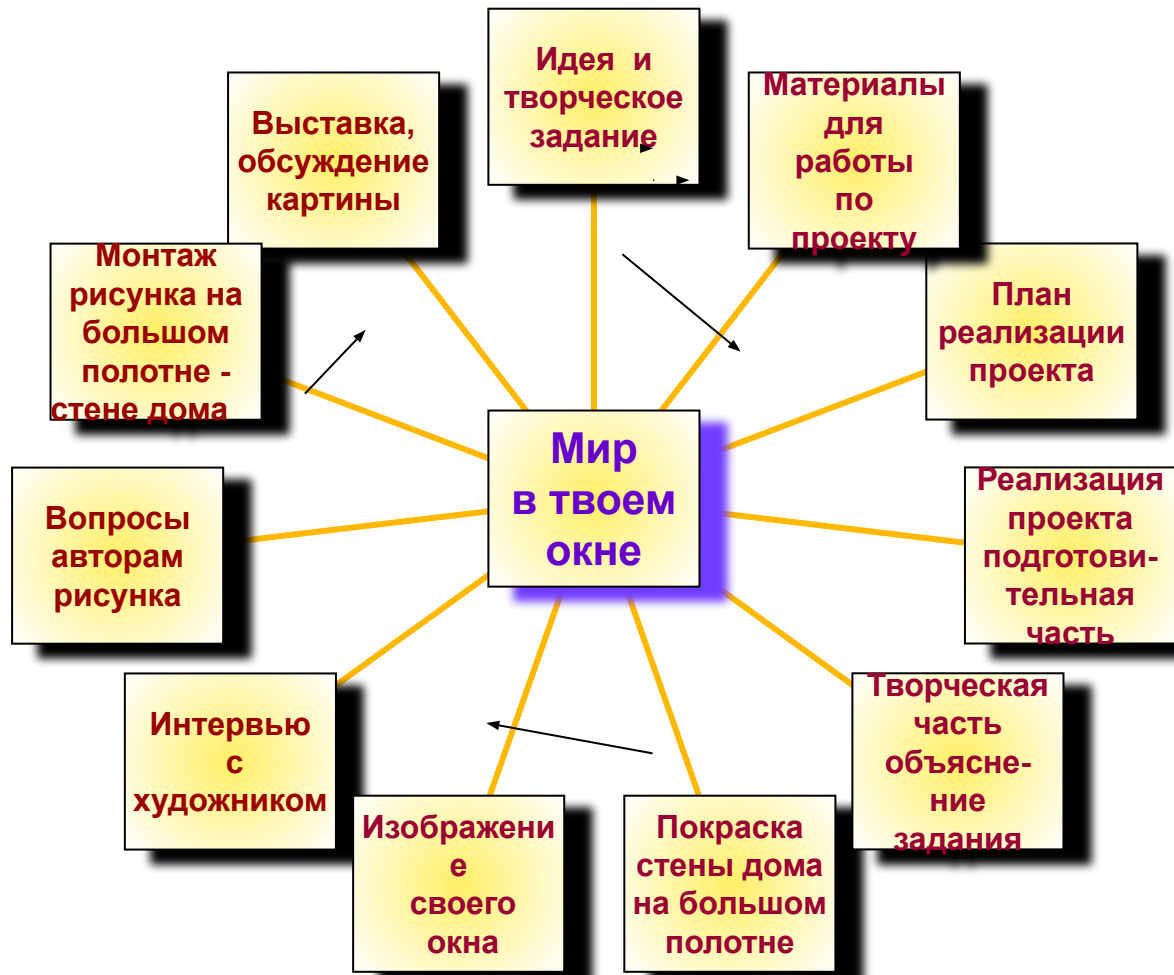 Идея и
творческое
задание
Материалы
для
работы
по
проекту
План
реализации
проекта
Реализация
проекта
подготови-
тельная
часть
Творческая
часть
объясне-
ние
задания
Покраска
стены дома
на большом
полотне
Изображени
е
своего
окна
Интервью
с
художником
Вопросы
авторам
рисунка
Монтаж
рисунка на
большом
полотне -
стене дома
Выставка,
обсуждение
картины
Мир
в твоем
окне